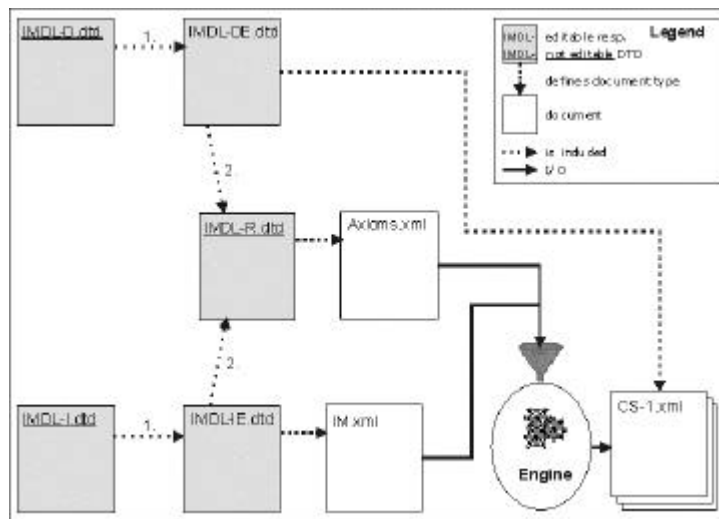 IMDL-D.dtd
1.
IMDL-DE.dtd
Legend
IMDL- editable resp.
IMDL- not editable DTD
defines document type
document
is included
I/O
2.
IMDL-R.dtd
Axioms.xml
2.
IMDL-I.dtd
1.
IMDL-IE.dtd
IM.xml
Engine
CS-1.xml